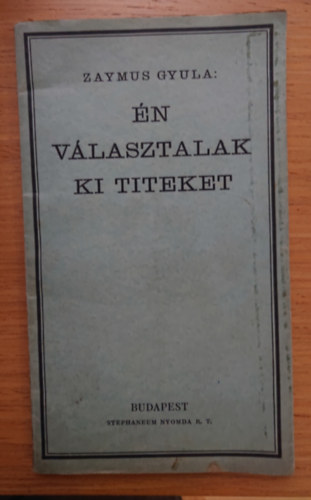 ZAYMUS GYULA:
ÉN
VÁLASZTALAK
KI TITEKET
BUDAPEST
STEPHANEUM NYOMDA R. T.